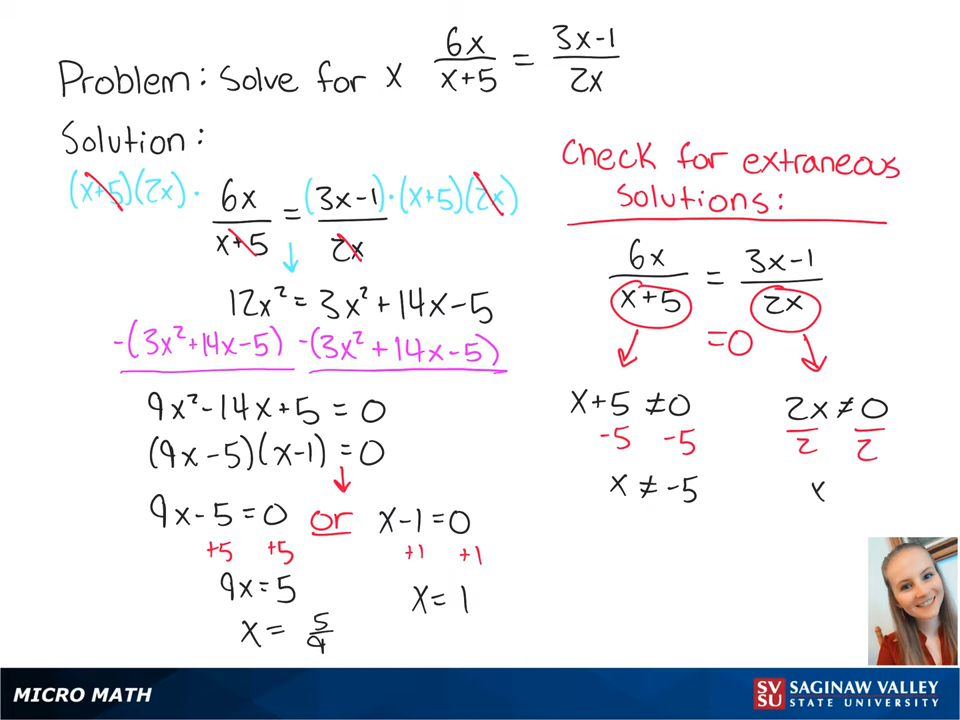 Problem: Solve for x 6x/(x+5) = (3x-1)/(2x)
Solution:
(x+5)(2x) · 6x/(x+5) = (3x-1)/(2x) · (x+5)(2x)
12x² = 3x² + 14x - 5
-(3x²+14x-5) -(3x²+14x-5)
9x² - 14x + 5 = 0
(9x-5)(x-1) = 0
9x-5=0 or x-1=0
+5 +5 +1 +1
9x=5 x=1
x = 5/9
Check for extraneous
solutions:
6x/(x+5) = (3x-1)/(2x)
=0
x+5 ≠0 2x≠0
-5 -5 2 2
x ≠ -5 x
MICRO MATH
SVSU SAGINAW VALLEY
STATE UNIVERSITY